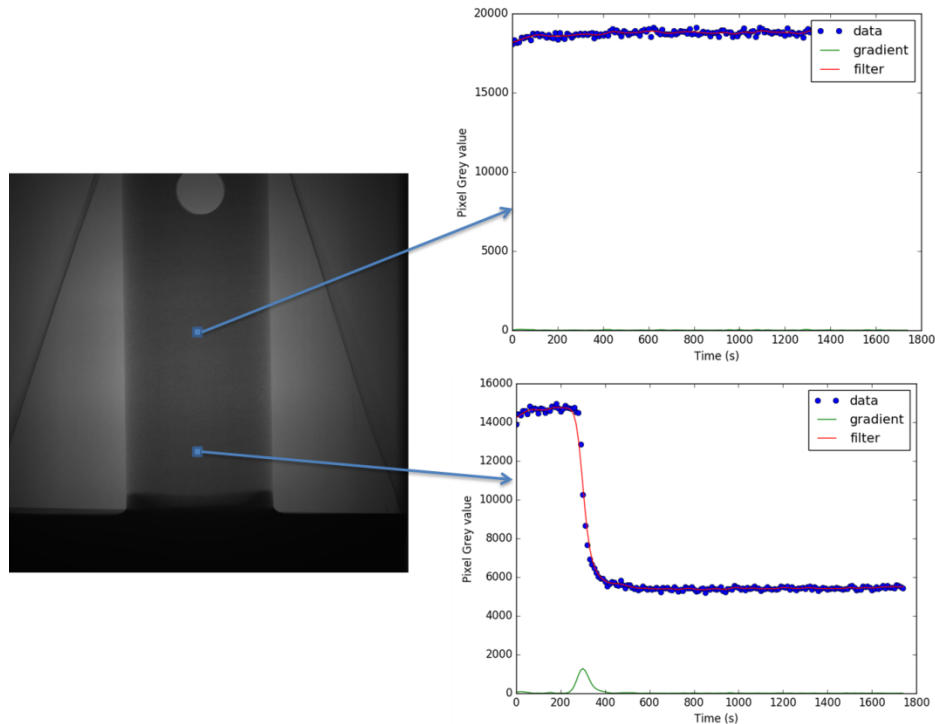 20000
data
gradient
filter
15000
Pixel Grey value
10000
5000
0
0 200 400 600 800 1000 1200 1400 1600 1800
Time (s)
16000
data
gradient
filter
14000
12000
10000
Pixel Grey value
8000
6000
4000
2000
0
0 200 400 600 800 1000 1200 1400 1600 1800
Time (s)